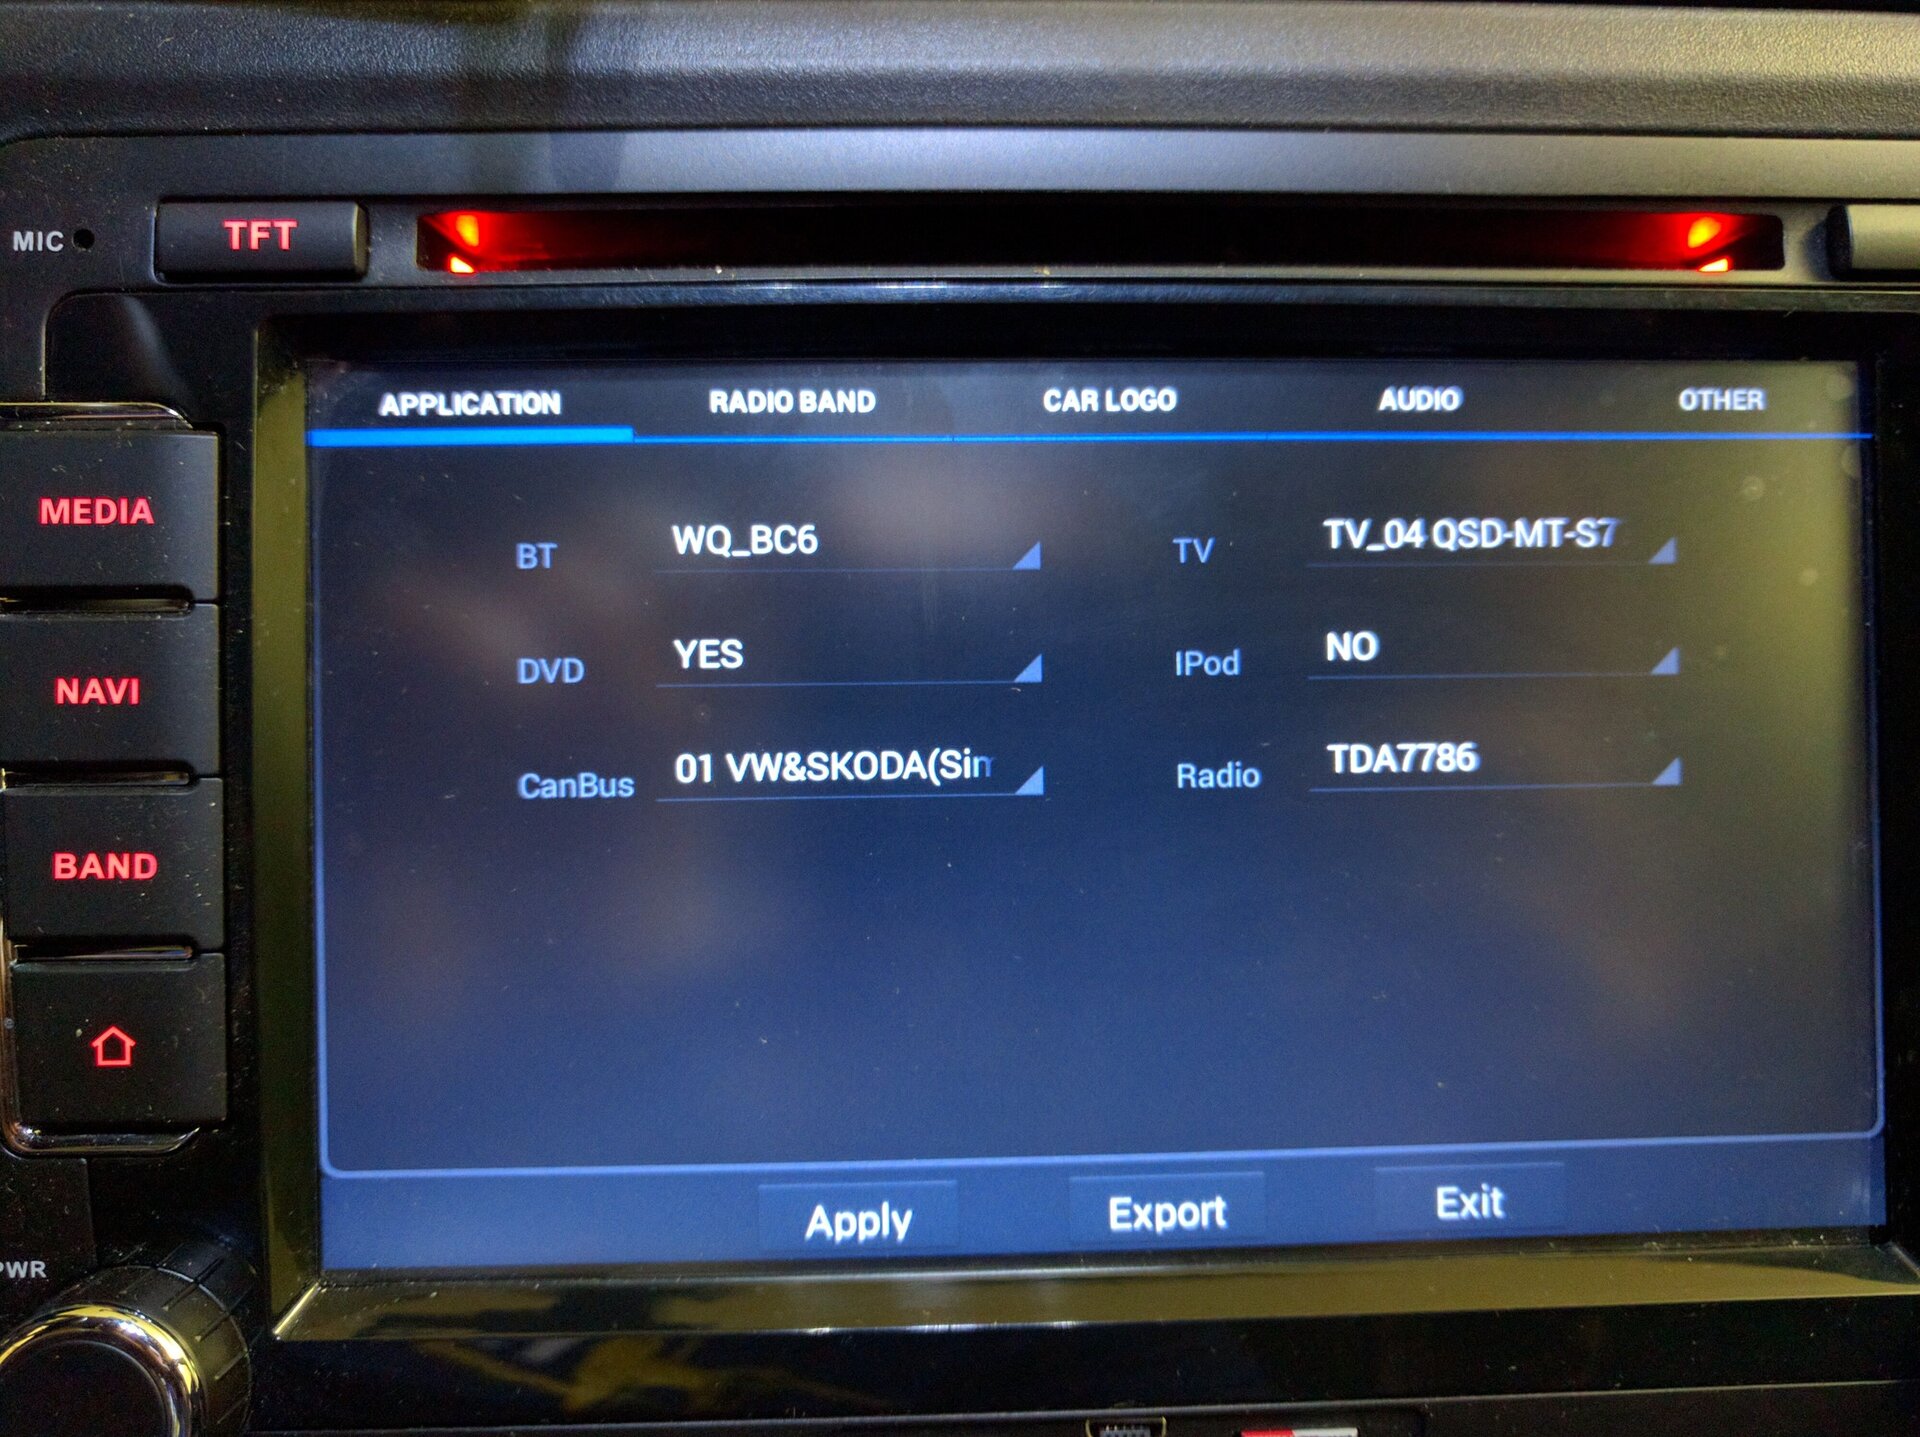 MIC
TFT
APPLICATION RADIO BAND CAR LOGO AUDIO OTHER
MEDIA
BT WQ_BC6 TV TV_04 QSD-MT-S7
NAVI
DVD YES IPod NO
CanBus 01 VW&SKODA(Sim Radio TDA7786
BAND
Apply Export Exit
PWR